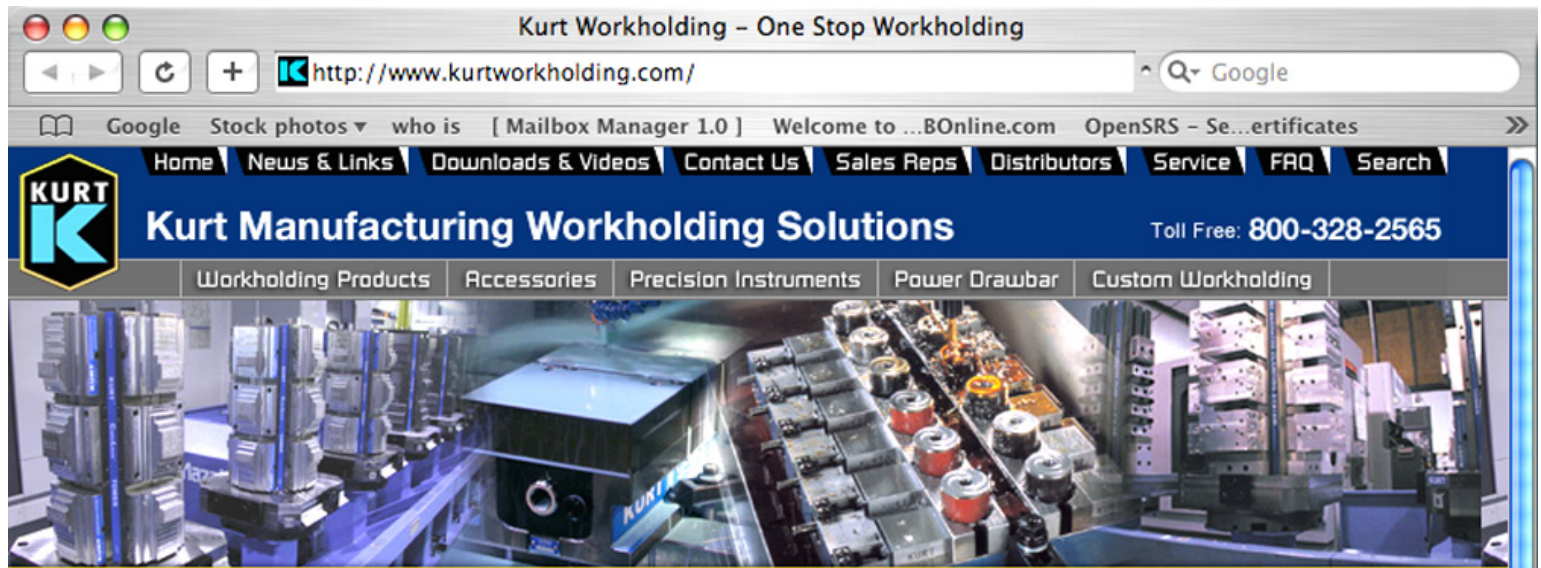 Kurt Workholding – One Stop Workholding
http://www.kurtworkholding.com/ Google
Google Stock photos who is [ Mailbox Manager 1.0 ] Welcome to ...BOnline.com OpenSRS – Se...ertificates
Home News & Links Downloads & Videos Contact Us Sales Reps Distributors Service FAQ Search
KURT
K
Kurt Manufacturing Workholding Solutions Toll Free: 800-328-2565
Workholding Products Accessories Precision Instruments Power Drawbar Custom Workholding
KURT
KURT